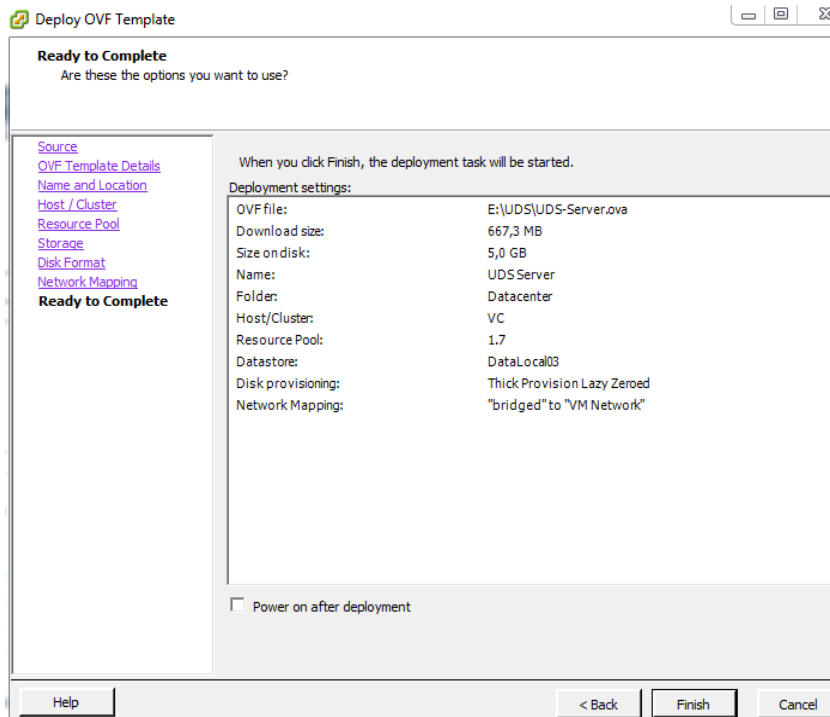 Deploy OVF Template
Ready to Complete
Are these the options you want to use?
Source
OVF Template Details
Name and Location
Host / Cluster
Resource Pool
Storage
Disk Format
Network Mapping
Ready to Complete
When you click Finish, the deployment task will be started.
Deployment settings:
OVF file: E:\UDS\UDS-Server.ova
Download size: 667,3 MB
Size on disk: 5,0 GB
Name: UDS Server
Folder: Datacenter
Host/Cluster: VC
Resource Pool: 1.7
Datastore: DataLocal03
Disk provisioning: Thick Provision Lazy Zeroed
Network Mapping: "bridged" to "VM Network"
Power on after deployment
Help < Back Finish Cancel